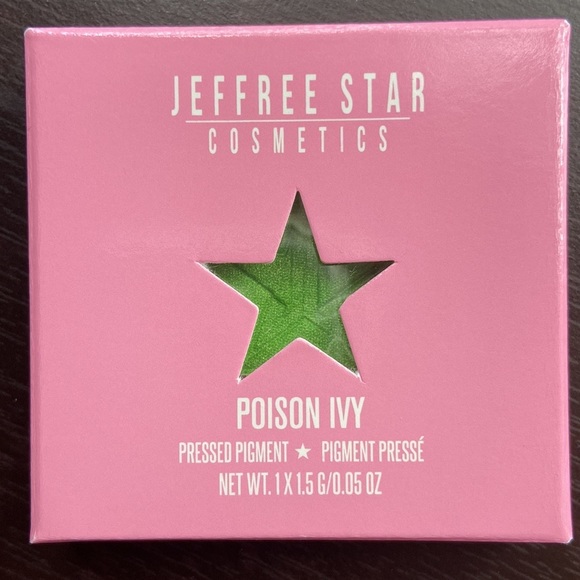 JEFFREE STAR
COSMETICS
POISON IVY
PRESSED PIGMENT ★ PIGMENT PRESSÉ
NET WT. 1 X 1.5 G/0.05 OZ